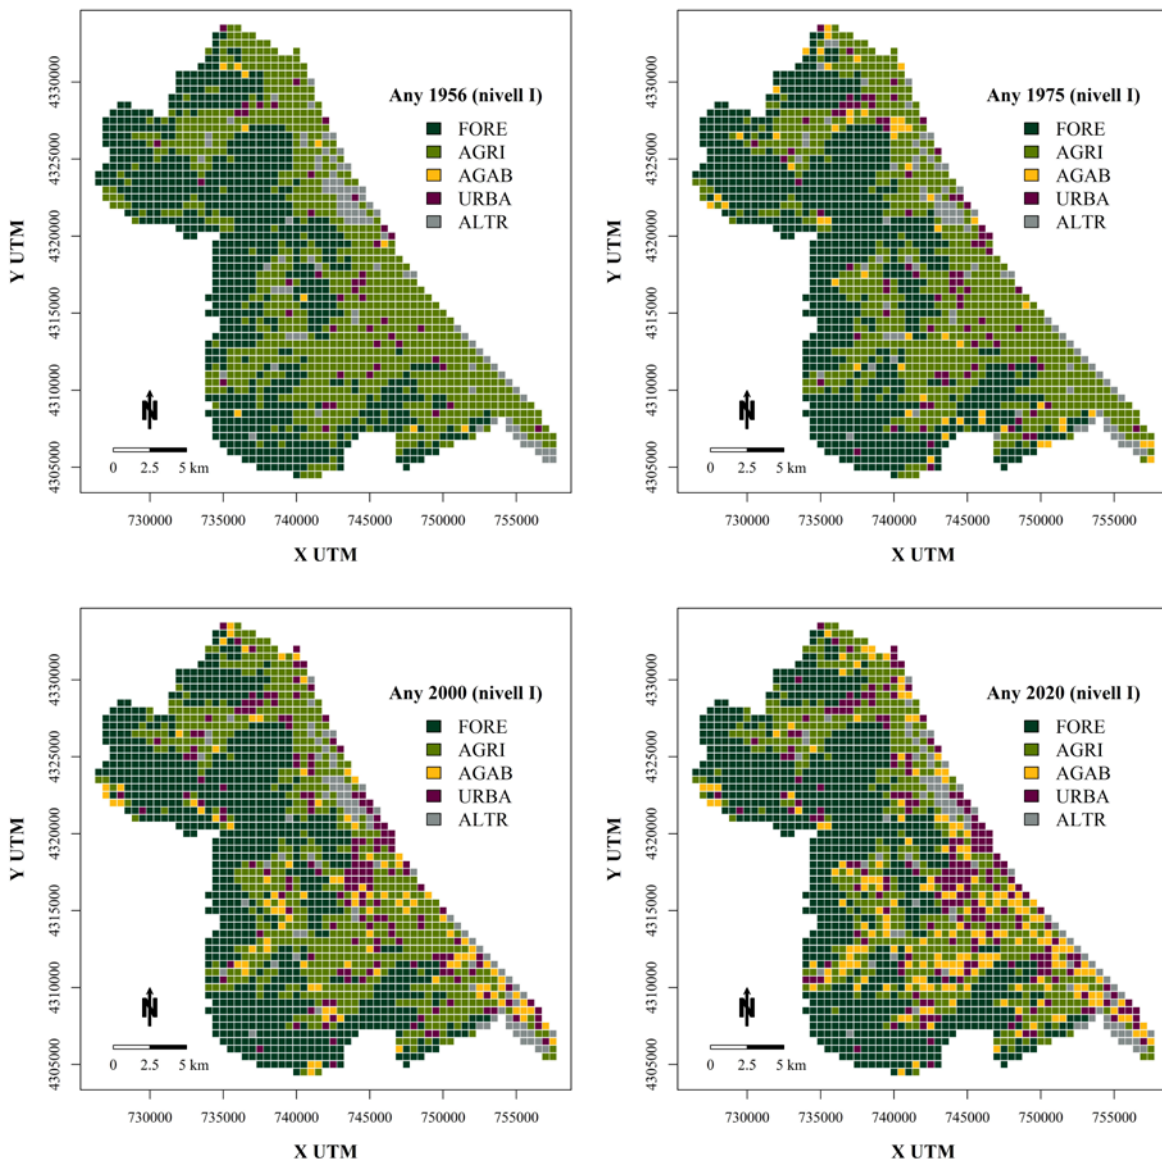 Any 1956 (nivell I)
FORE
AGRI
AGAB
URBA
ALTR
Y UTM
4330000
4325000
4320000
4315000
4310000
4305000
N
0 2.5 5 km
730000 735000 740000 745000 750000 755000
X UTM
Any 1975 (nivell I)
FORE
AGRI
AGAB
URBA
ALTR
Y UTM
4330000
4325000
4320000
4315000
4310000
4305000
N
0 2.5 5 km
730000 735000 740000 745000 750000 755000
X UTM
Any 2000 (nivell I)
FORE
AGRI
AGAB
URBA
ALTR
Y UTM
4330000
4325000
4320000
4315000
4310000
4305000
N
0 2.5 5 km
730000 735000 740000 745000 750000 755000
X UTM
Any 2020 (nivell I)
FORE
AGRI
AGAB
URBA
ALTR
Y UTM
4330000
4325000
4320000
4315000
4310000
4305000
N
0 2.5 5 km
730000 735000 740000 745000 750000 755000
X UTM